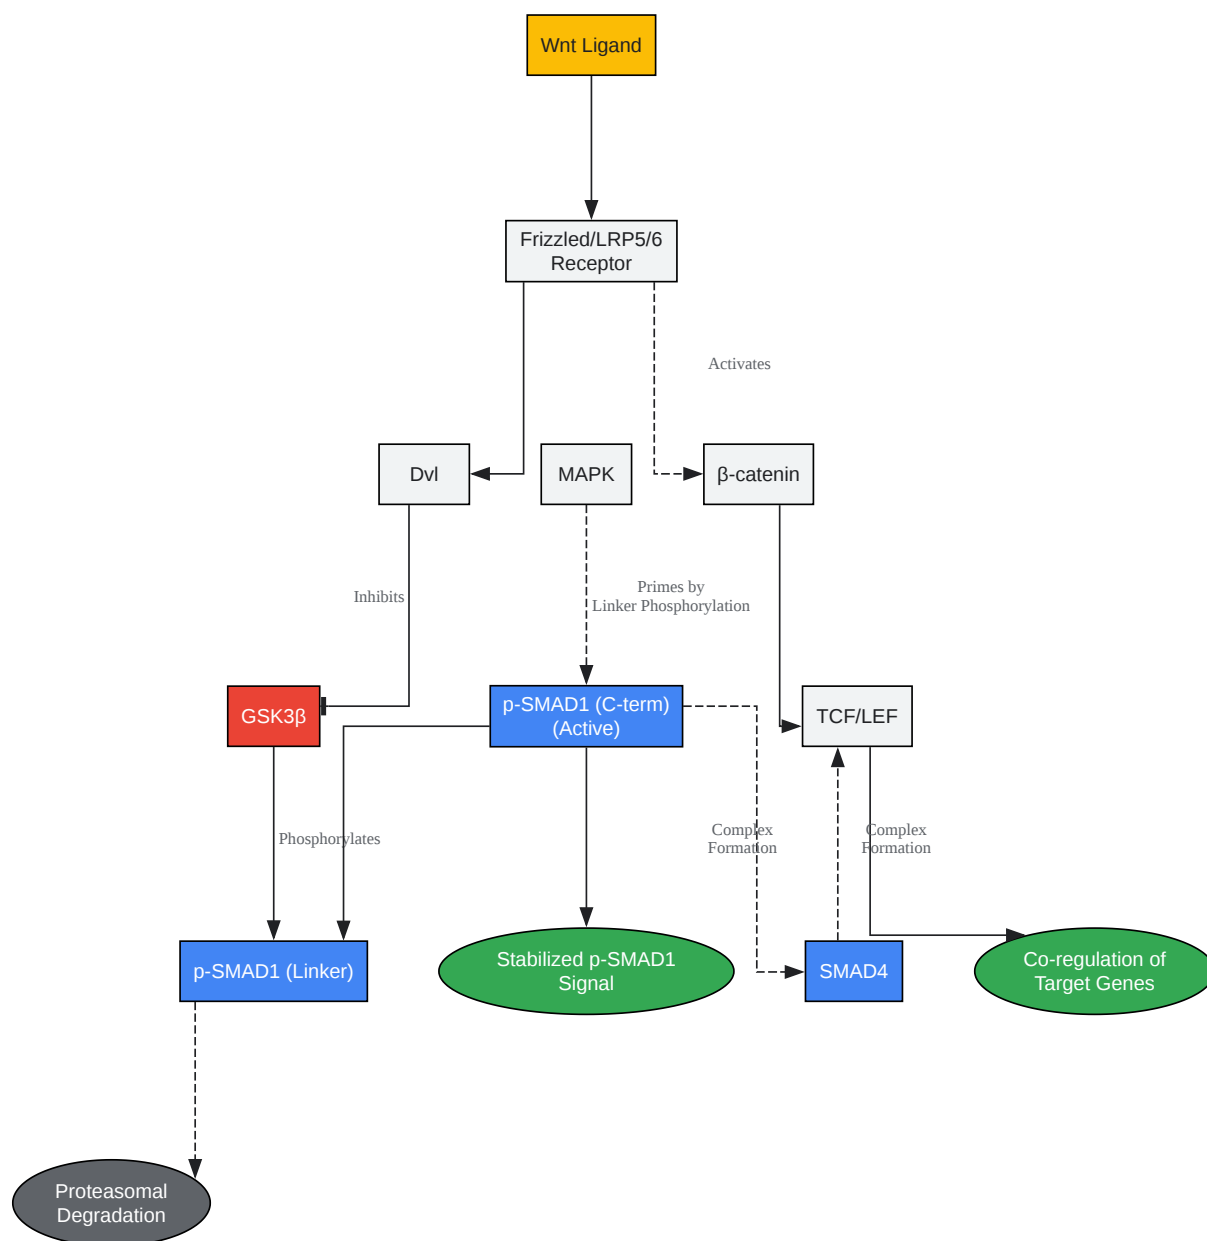 Wnt Ligand
Frizzled/LRP5/6
Receptor
Activates
Dvl
MAPK
β-catenin
Inhibits
Primes by
Linker Phosphorylation
GSK3β
p-SMAD1 (C-term)
(Active)
TCF/LEF
Phosphorylates
Complex
Formation
Complex
Formation
p-SMAD1 (Linker)
Stabilized p-SMAD1
Signal
SMAD4
Co-regulation of
Target Genes
Proteasomal
Degradation